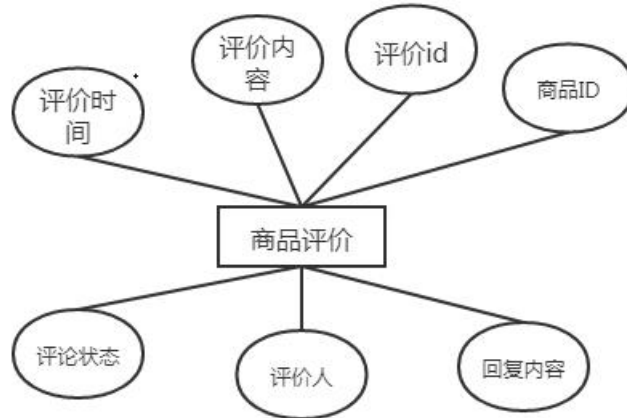 评价时
间
评价内
容
评价id
商品ID
商品评价
评论状态
评价人
回复内容